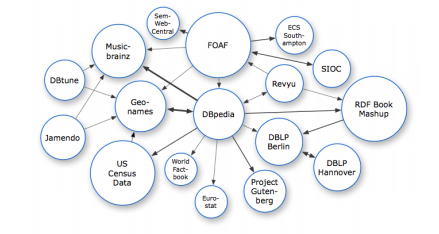 Sem-
Web-
Central
FOAF
ECS
South-
ampton
Music-
brainz
SIOC
DBtune
Revyu
Geo-
names
RDF Book
Mashup
DBpedia
Jamendo
DBLP
Berlin
US
Census
Data
World
Fact-
book
DBLP
Hannover
Project
Guten-
berg
Euro-
stat